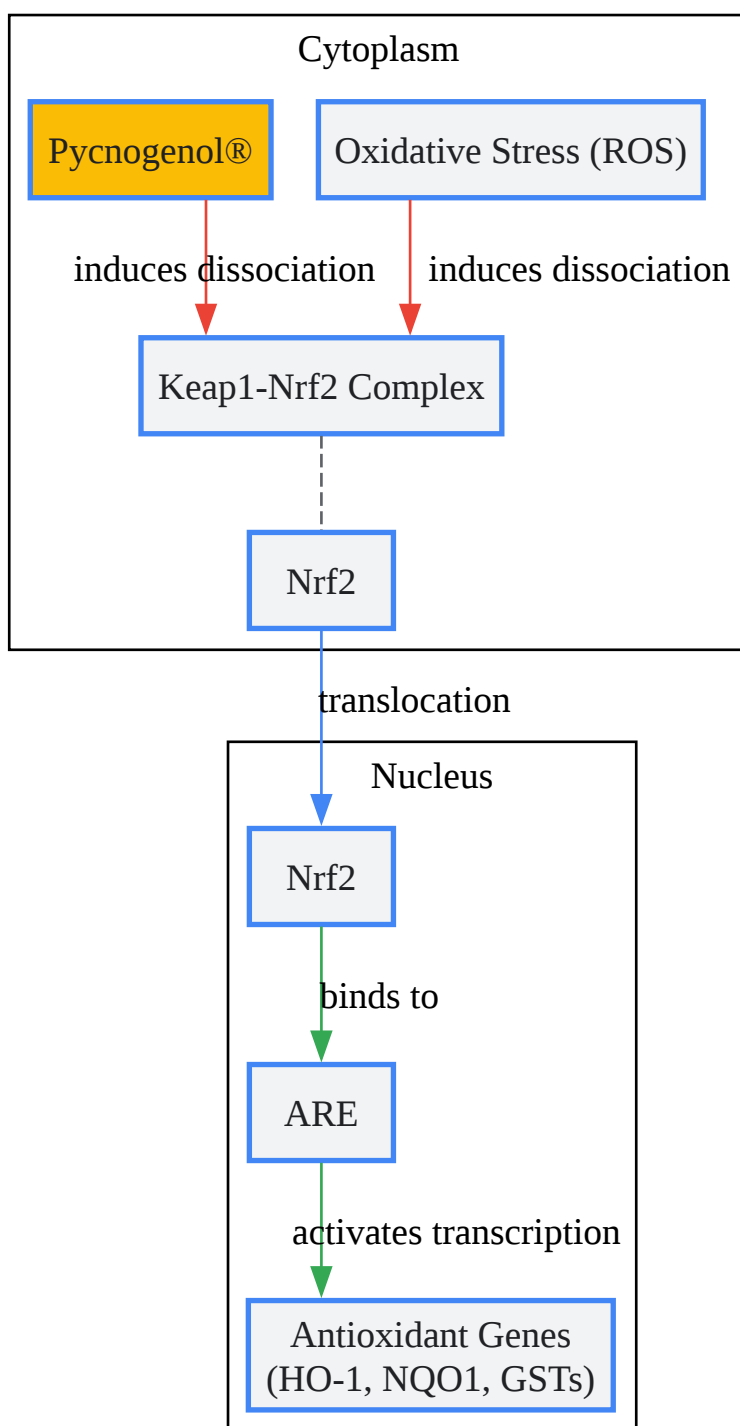 Cytoplasm
Pycnogenol®
Oxidative Stress (ROS)
induces dissociation
induces dissociation
Keap1-Nrf2 Complex
Nrf2
translocation
Nucleus
Nrf2
binds to
ARE
activates transcription
Antioxidant Genes
(HO-1, NQO1, GSTs)